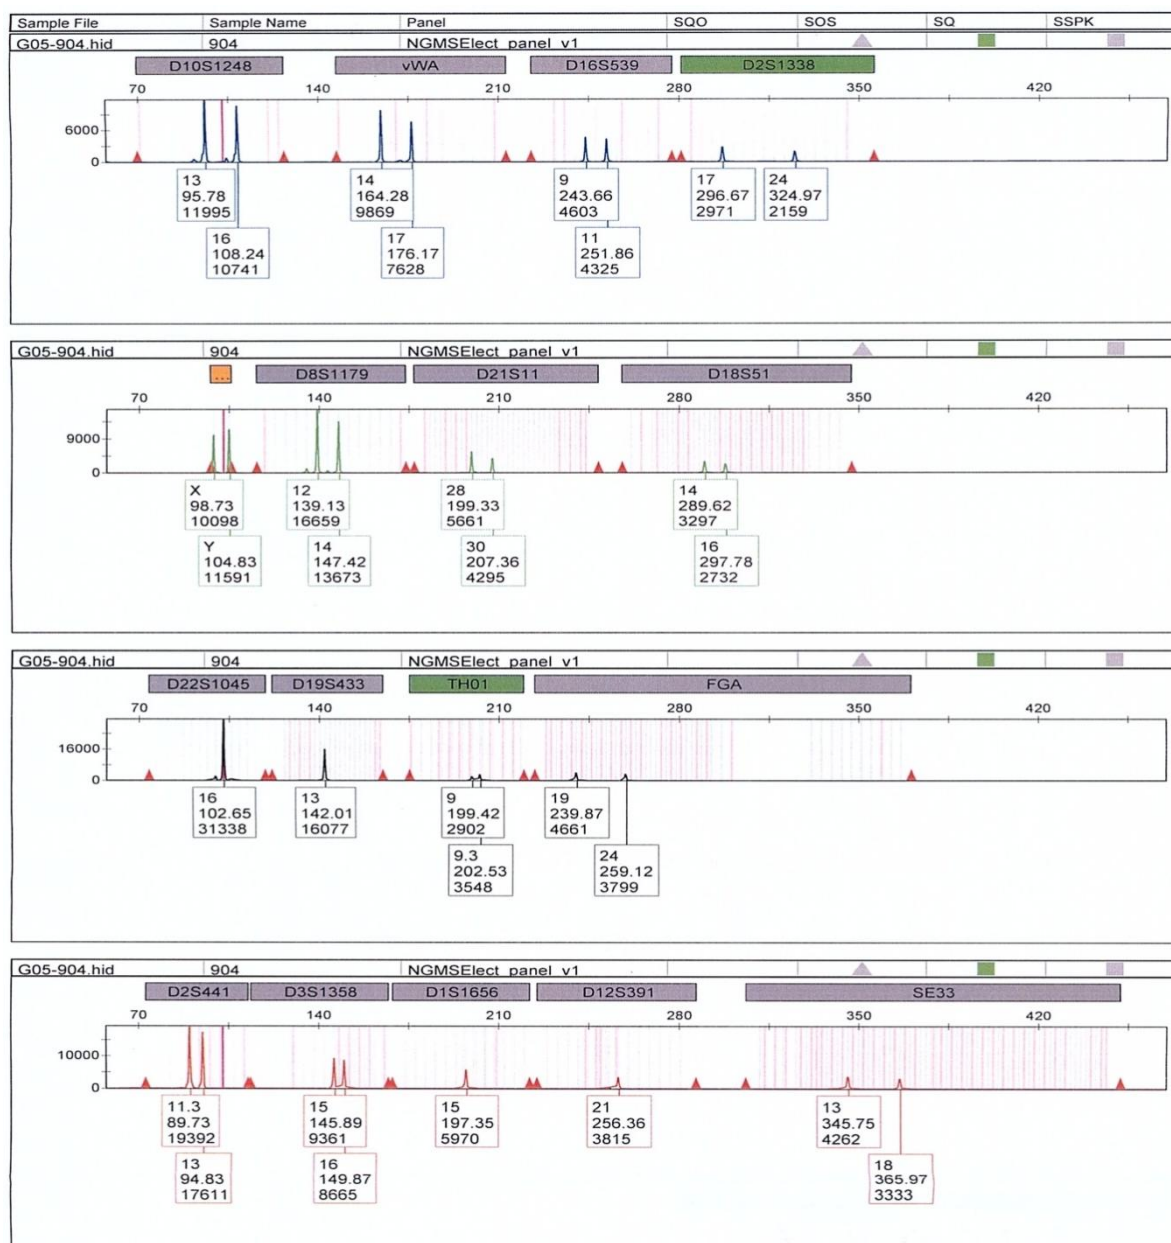 Sample File Sample Name Panel SQO SOS SQ SSPK
G05-904.hid 904 NGMSElect_panel_v1
D10S1248 vWA D16S539 D2S1338
70 140 210 280 350 420
6000
0
13 14 9 17 24
95.78 164.28 243.66 296.67 324.97
11995 9869 4603 2971 2159
16 17 11
108.24 176.17 251.86
10741 7628 4325
G05-904.hid 904 NGMSElect_panel_v1
... D8S1179 D21S11 D18S51
70 140 210 280 350 420
9000
0
X 12 28 14
98.73 139.13 199.33 289.62
10098 16659 5661 3297
Y 14 30 16
104.83 147.42 207.36 297.78
11591 13673 4295 2732
G05-904.hid 904 NGMSElect_panel_v1
D22S1045 D19S433 TH01 FGA
70 140 210 280 350 420
16000
0
16 13 9 19
102.65 142.01 199.42 239.87
31338 16077 2902 4661
9.3 24
202.53 259.12
3548 3799
G05-904.hid 904 NGMSElect_panel_v1
D2S441 D3S1358 D1S1656 D12S391 SE33
70 140 210 280 350 420
10000
0
11.3 15 15 21 13
89.73 145.89 197.35 256.36 345.75
19392 9361 5970 3815 4262
13 16 18
94.83 149.87 365.97
17611 8665 3333